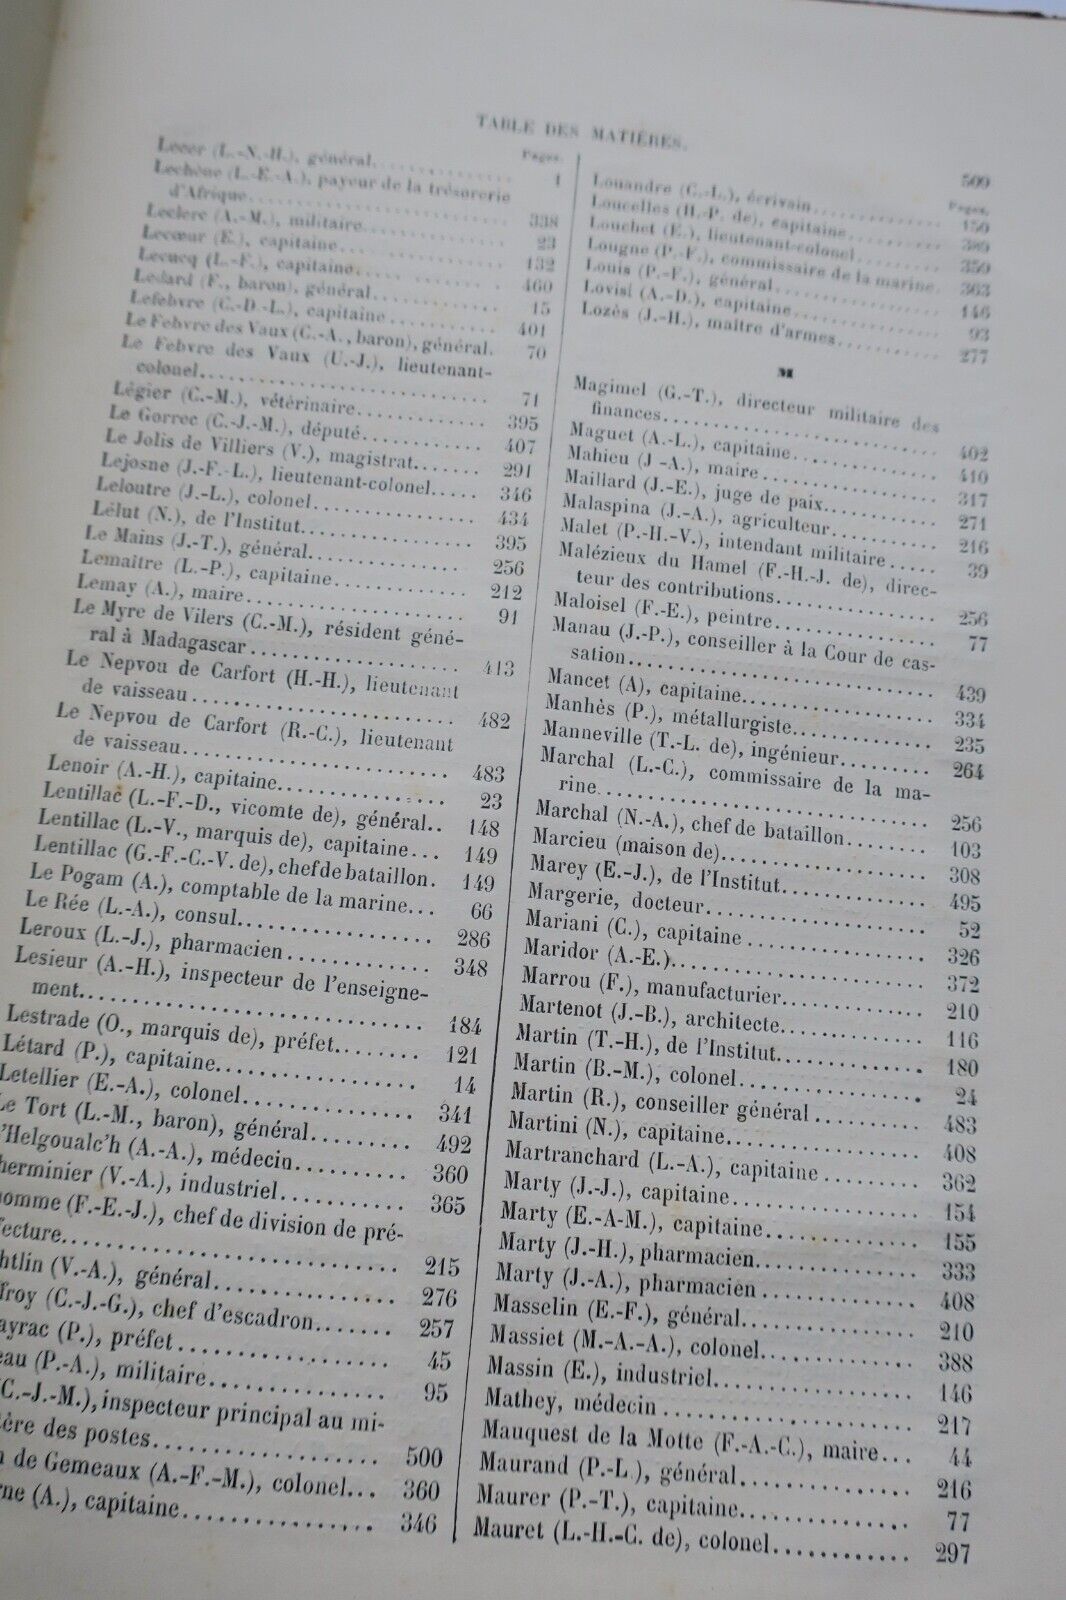 TABLE DES MATIÈRES.
509
Pages.
Lecer (L.-N.-H.), général............ 1
Lechêne (L.-E.-A.), payeur de la trésorerie
d'Afrique.................... 338
Leclerc (A.-M.), militaire............ 23
Lecœur (E.), capitaine............ 132
Lecucq (L.-F.), capitaine............ 460
Ledard (F., baron), général............ 15
Lefebvre (C.-D.-L.), capitaine............ 401
Le Febvre des Vaux (C.-A., baron), général. 70
Le Febvre des Vaux (U.-J.), lieutenant-
colonel.................... 71
Légier (C.-M.), vétérinaire............ 395
Le Gorrec (C.-J.-M.), député............ 407
Le Jolis de Villiers (V.), magistrat....... 291
Lejosne (J.-F.-L.), lieutenant-colonel..... 346
Leloutre (J.-L.), colonel............ 434
Lélut (N.), de l'Institut............ 395
Le Mains (J.-T.), général............ 256
Lemaître (L.-P.), capitaine............ 212
Lemay (A.), maire............ 91
Le Myre de Vilers (C.-M.), résident géné-
ral à Madagascar.................... 413
Le Nepvou de Carfort (H.-H.), lieutenant
de vaisseau.................... 482
Le Nepvou de Carfort (R.-C.), lieutenant
de vaisseau.................... 483
Lenoir (A.-H.), capitaine............ 23
Lentillac (L.-F.-D., vicomte de), général.. 148
Lentillac (L.-V., marquis de), capitaine... 149
Lentillac (G.-F.-C.-V. de), chef de bataillon. 149
Le Pogam (A.), comptable de la marine... 66
Le Rée (L.-A.), consul............ 286
Leroux (L.-J.), pharmacien............ 348
Lesieur (A.-H.), inspecteur de l'enseigne-
ment.................... 184
Lestrade (O., marquis de), préfet........ 121
Létard (P.), capitaine............ 14
Letellier (E.-A.), colonel............ 341
Le Tort (L.-M., baron), général......... 492
'Helgoualc'h (A.-A.), médecin.......... 360
herminier (V.-A.), industriel........... 365
omme (F.-E.-J.), chef de division de pré-
fecture.................... 215
htlin (V.-A.), général............ 276
ffroy (C.-J.-G.), chef d'escadron....... 257
ayrac (P.), préfet............ 45
eau (P.-A.), militaire............ 95
(C.-J.-M.), inspecteur principal au mi-
ère des postes.................... 500
n de Gemeaux (A.-F.-M.), colonel... 360
rne (A.), capitaine............ 346
Pages.
Louandre (C.-L.), écrivain............ 150
Loucelles (H.-P. de), capitaine............ 389
Louchet (E.), lieutenant-colonel............ 350
Lougne (P.-F.), commissaire de la marine. 363
Louis (P.-F.), général............ 146
Lovisi (A.-D.), capitaine............ 93
Lozès (J.-H.), maître d'armes............ 277
M
Magimel (G.-T.), directeur militaire des
finances.................... 402
Maguet (A.-L.), capitaine............ 410
Mahieu (J -A.), maire............ 317
Maillard (J.-E.), juge de paix............ 271
Malaspina (J.-A.), agriculteur............ 216
Malet (P.-H.-V.), intendant militaire..... 39
Malézieux du Hamel (F.-H.-J. de), direc-
teur des contributions............ 256
Maloisel (F.-E.), peintre............ 77
Manau (J.-P.), conseiller à la Cour de cas-
sation.................... 439
Mancet (A), capitaine............ 334
Manhès (P.), métallurgiste............ 235
Manneville (T.-L. de), ingénieur......... 264
Marchal (L.-C.), commissaire de la ma-
rine.................... 256
Marchal (N.-A.), chef de bataillon........ 103
Marcieu (maison de)............ 308
Marey (E.-J.), de l'Institut............ 495
Margerie, docteur............ 52
Mariani (C.), capitaine............ 326
Maridor (A.-E.)............ 372
Marrou (F.), manufacturier............ 210
Martenot (J.-B.), architecte............ 116
Martin (T.-H.), de l'Institut............ 180
Martin (B.-M.), colonel............ 24
Martin (R.), conseiller général .......... 483
Martini (N.), capitaine............ 408
Martranchard (L.-A.), capitaine ......... 362
Marty (J.-J.), capitaine............ 154
Marty (E.-A-M.), capitaine............ 155
Marty (J.-H.), pharmacien............ 333
Marty (J.-A.), pharmacien ............ 408
Masselin (E.-F.), général............ 210
Massiet (M.-A.-A.), colonel............ 388
Massin (E.), industriel............ 146
Mathey, médecin ............ 217
Mauquest de la Motte (F.-A.-C.), maire... 44
Maurand (P.-L ), général............ 216
Maurer (P.-T.), capitaine............ 77
Mauret (L.-H.-C. de), colonel............ 297